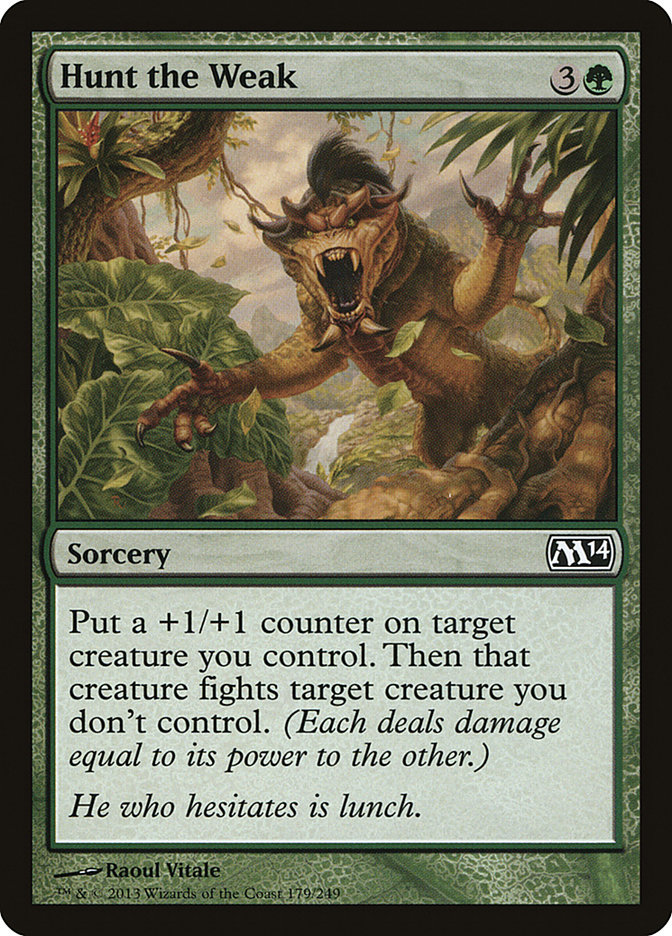 Hunt the Weak 3
Sorcery M14
Put a +1/+1 counter on target
creature you control. Then that
creature fights target creature you
don't control. (Each deals damage
equal to its power to the other.)
He who hesitates is lunch.
Raoul Vitale
™ & © 2013 Wizards of the Coast 179/249